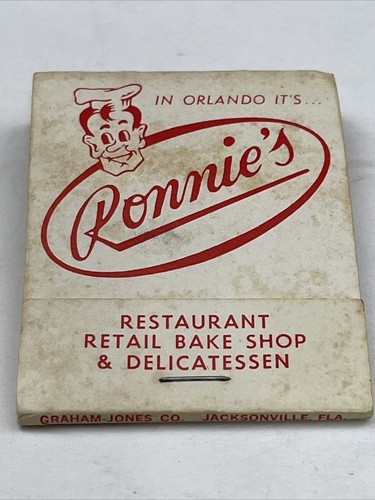 IN ORLANDO IT'S...
Ronnie's
RESTAURANT
RETAIL BAKE SHOP
& DELICATESSEN
GRAHAM-JONES CO. JACKSONVILLE, FLA.